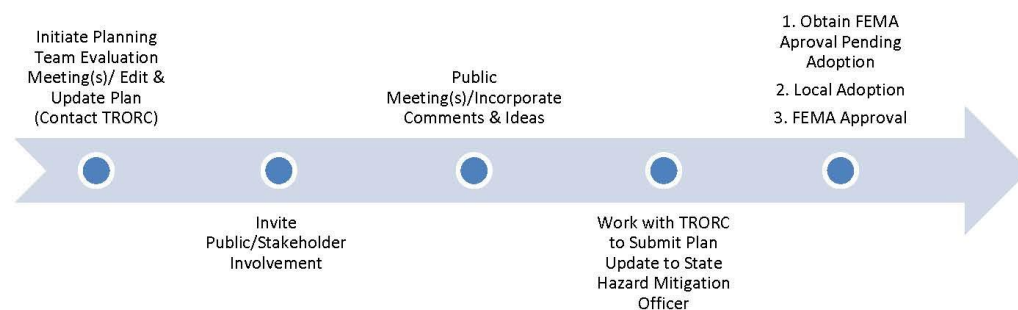 Initiate Planning
Team Evaluation
Meeting(s)/ Edit &
Update Plan
(Contact TRORC)
Invite
Public/Stakeholder
Involvement
Public
Meeting(s)/Incorporate
Comments & Ideas
Work with TRORC
to Submit Plan
Update to State
Hazard Mitigation
Officer
1. Obtain FEMA
Aproval Pending
Adoption
2. Local Adoption
3. FEMA Approval